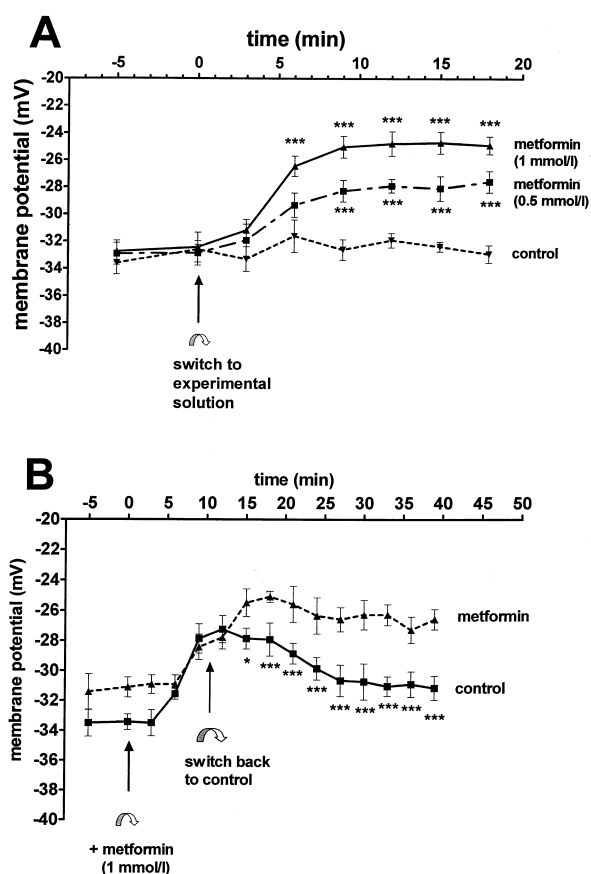 A
time (min)
-5 0 5 10 15 20
membrane potential (mV)
-20
-22
-24
-26
-28
-30
-32
-34
-36
-38
-40
*** *** *** *** ***
metformin
(1 mmol/l)
metformin
(0.5 mmol/l)
*** *** *** ***
control
switch to
experimental
solution
B
time (min)
-5 0 5 10 15 20 25 30 35 40 45 50
membrane potential (mV)
-20
-22
-24
-26
-28
-30
-32
-34
-36
-38
-40
metformin
control
* *** *** *** *** *** *** *** ***
switch back
to control
+ metformin
(1 mmol/l)